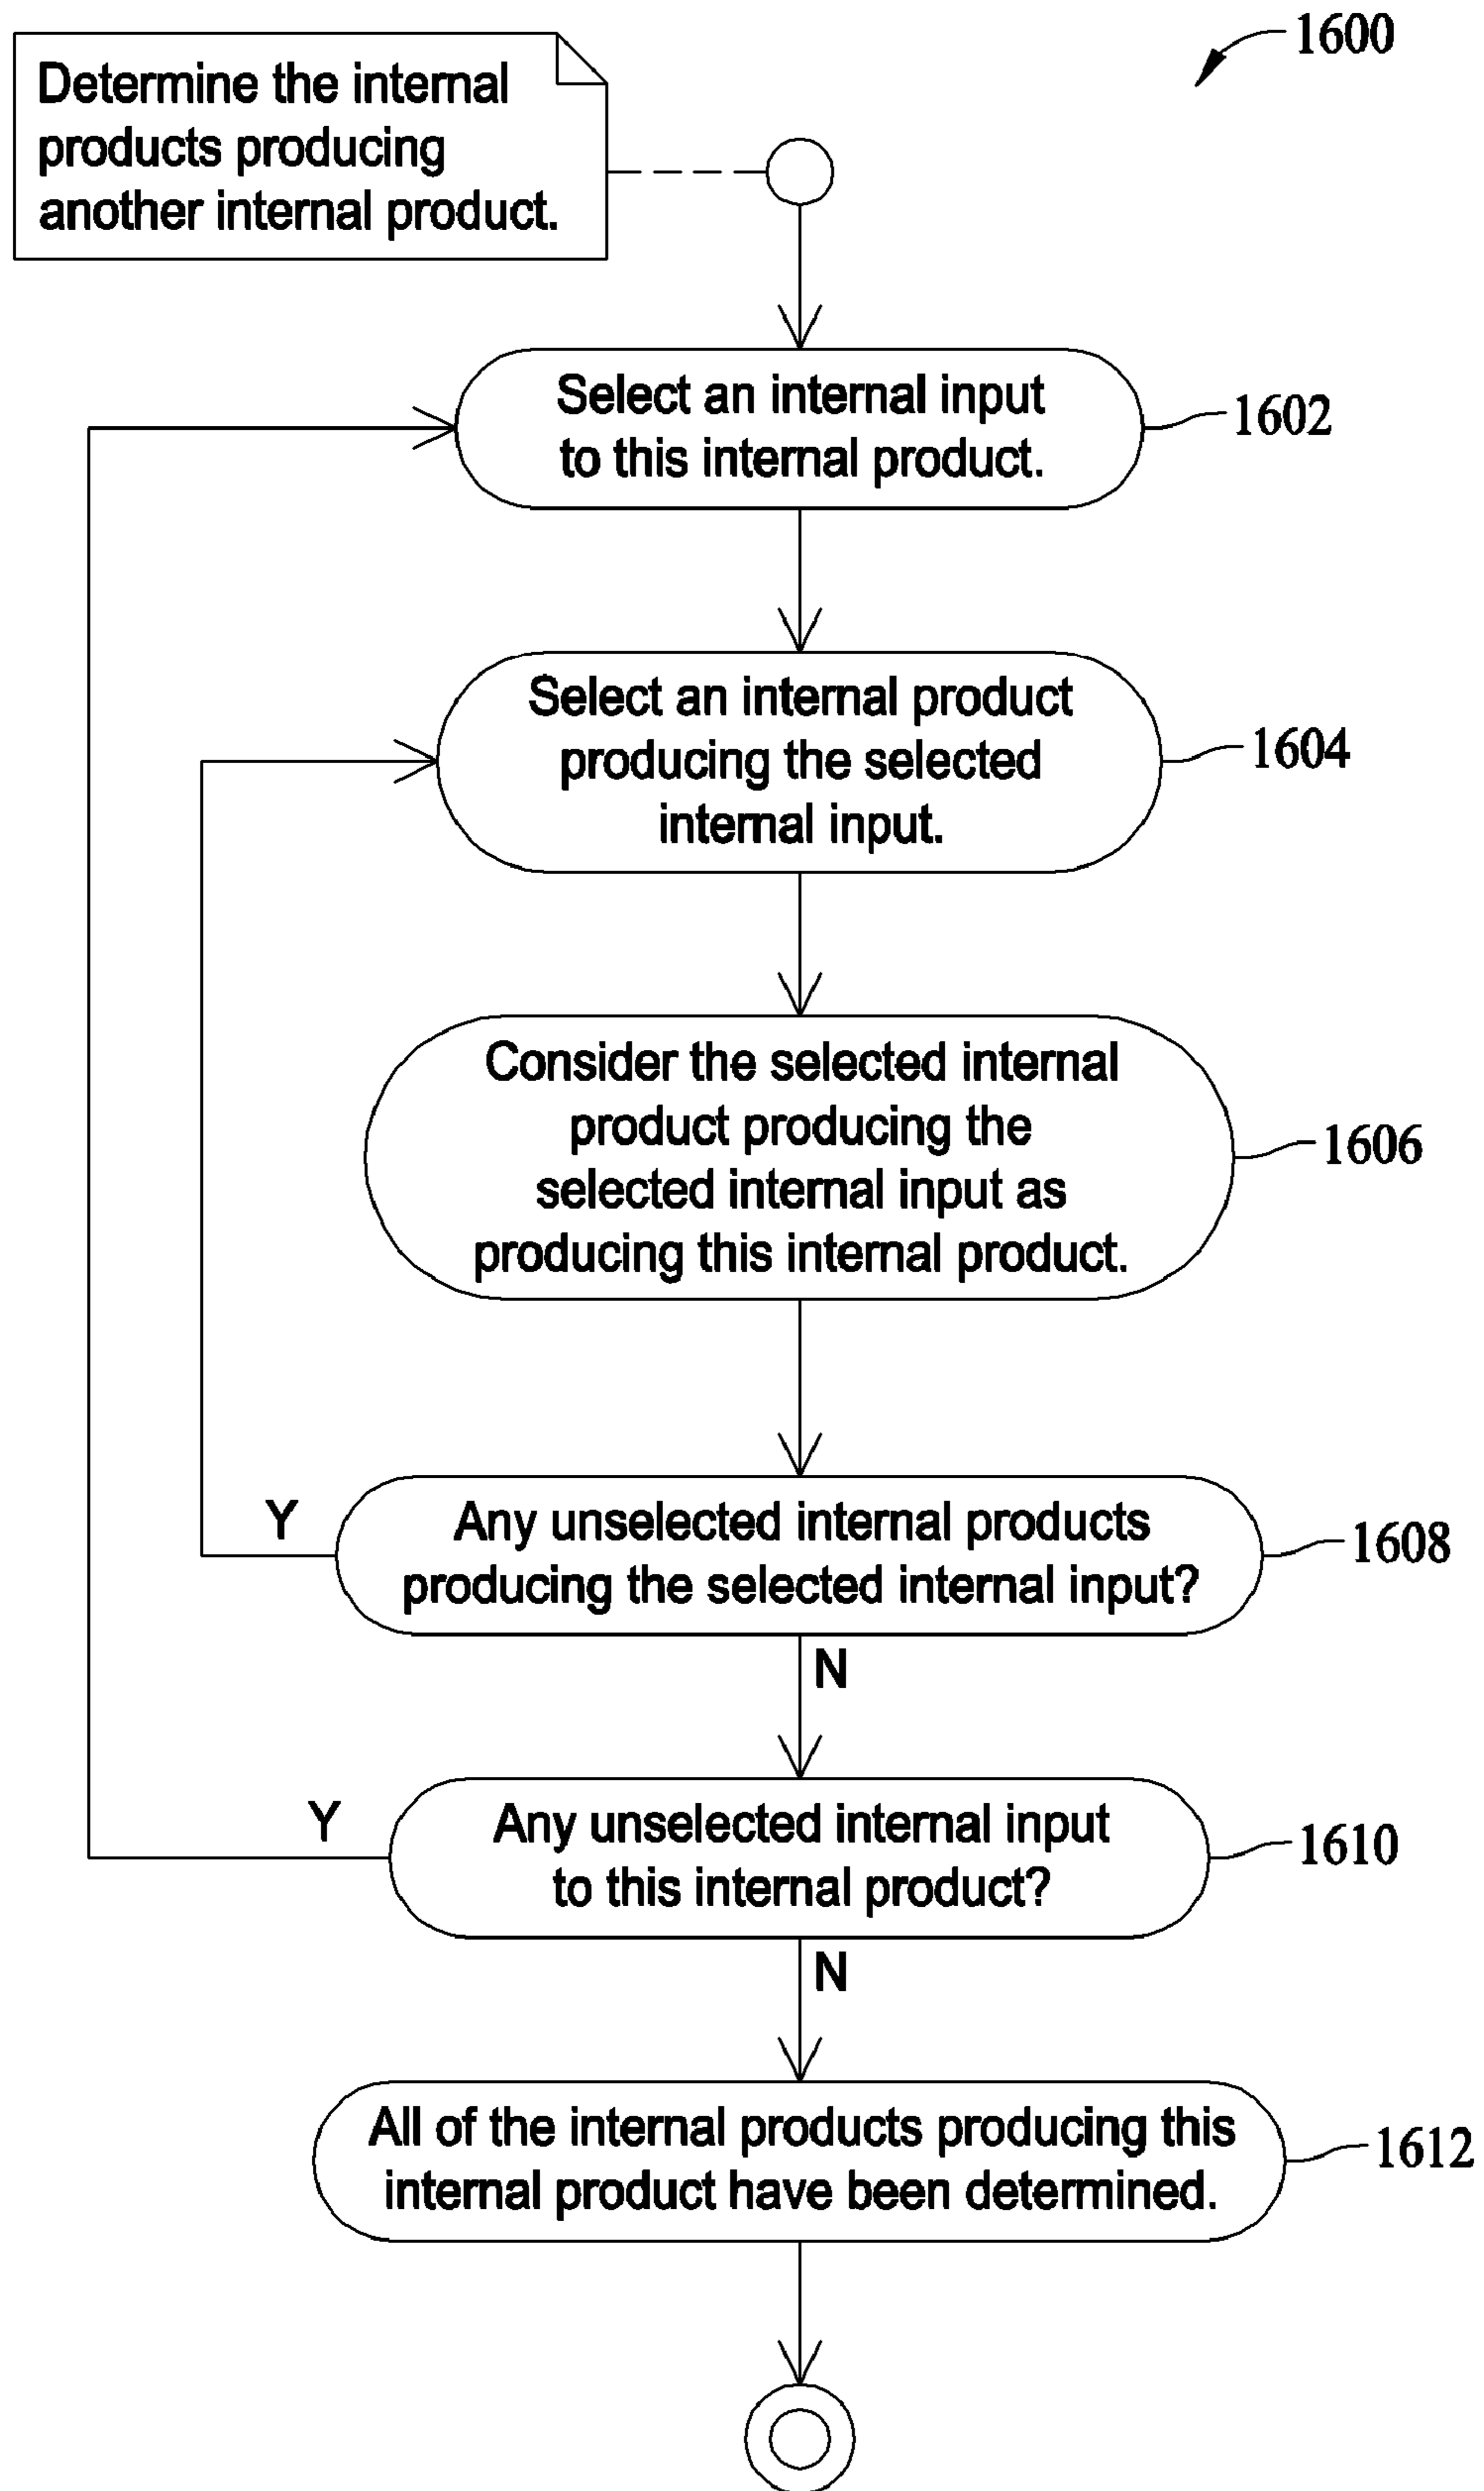 1600
Determine the internal
products producing
another internal product.
Select an internal input
to this internal product.
1602
Select an internal product
producing the selected
internal input.
1604
Consider the selected internal
product producing the
selected internal input as
producing this internal product.
1606
Any unselected internal products
producing the selected internal input?
1608
Y
N
Any unselected internal input
to this internal product?
1610
Y
N
All of the internal products producing this
internal product have been determined.
1612